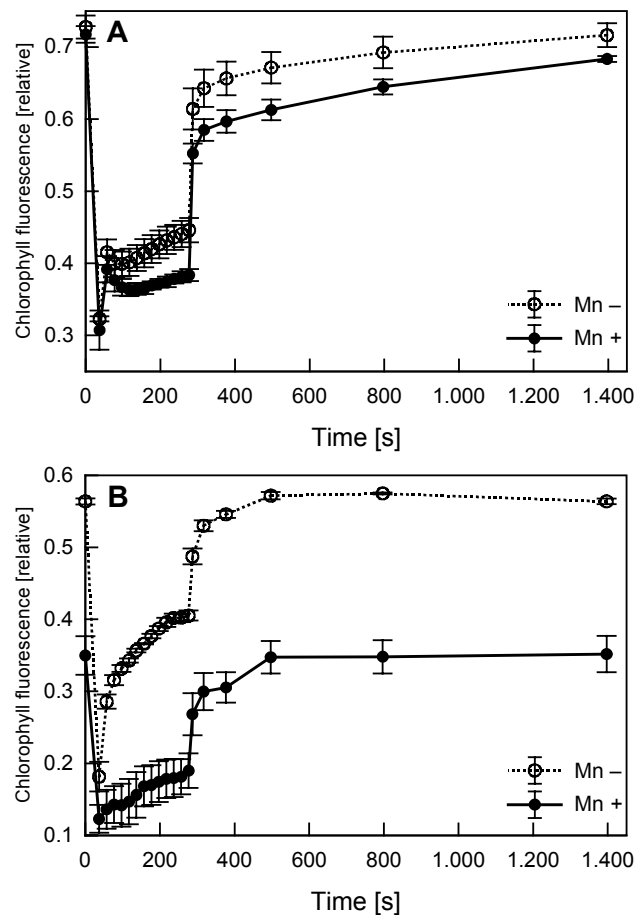 A
Chlorophyll fluorescence [relative]
0.7
0.6
0.5
0.4
0.3
Mn –
Mn +
0 200 400 600 800 1.000 1.200 1.400
Time [s]
B
Chlorophyll fluorescence [relative]
0.6
0.5
0.4
0.3
0.2
0.1
Mn –
Mn +
0 200 400 600 800 1.000 1.200 1.400
Time [s]